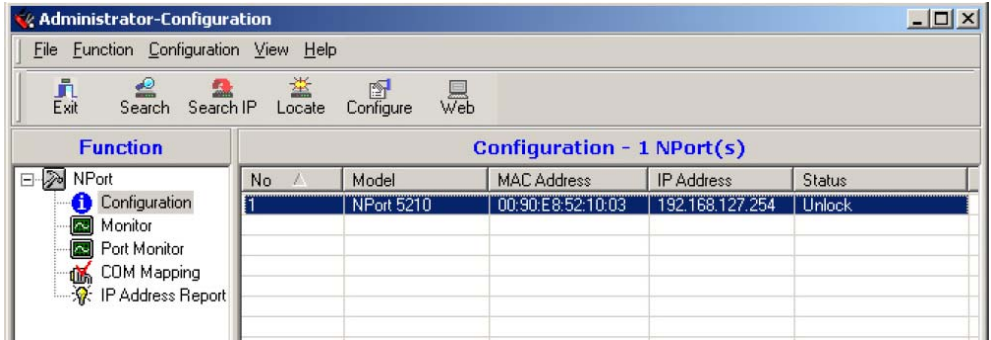 Administrator-Configuration
File Function Configuration View Help
Exit Search Search IP Locate Configure Web
Function
Configuration - 1 NPort(s)
NPort
Configuration
Monitor
Port Monitor
COM Mapping
IP Address Report
No Model MAC Address IP Address Status
1 NPort 5210 00:90:E8:52:10:03 192.168.127.254 Unlock